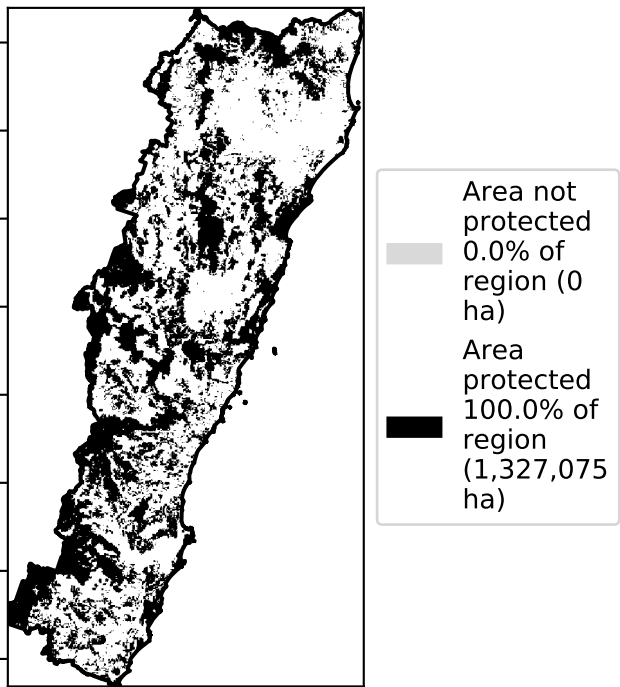 Area not
protected
0.0% of
region (0
ha)
Area
protected
100.0% of
region
(1,327,075
ha)